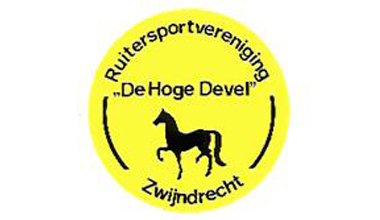 Ruitersportvereniging
„De Hoge Devel”
Zwijndrecht